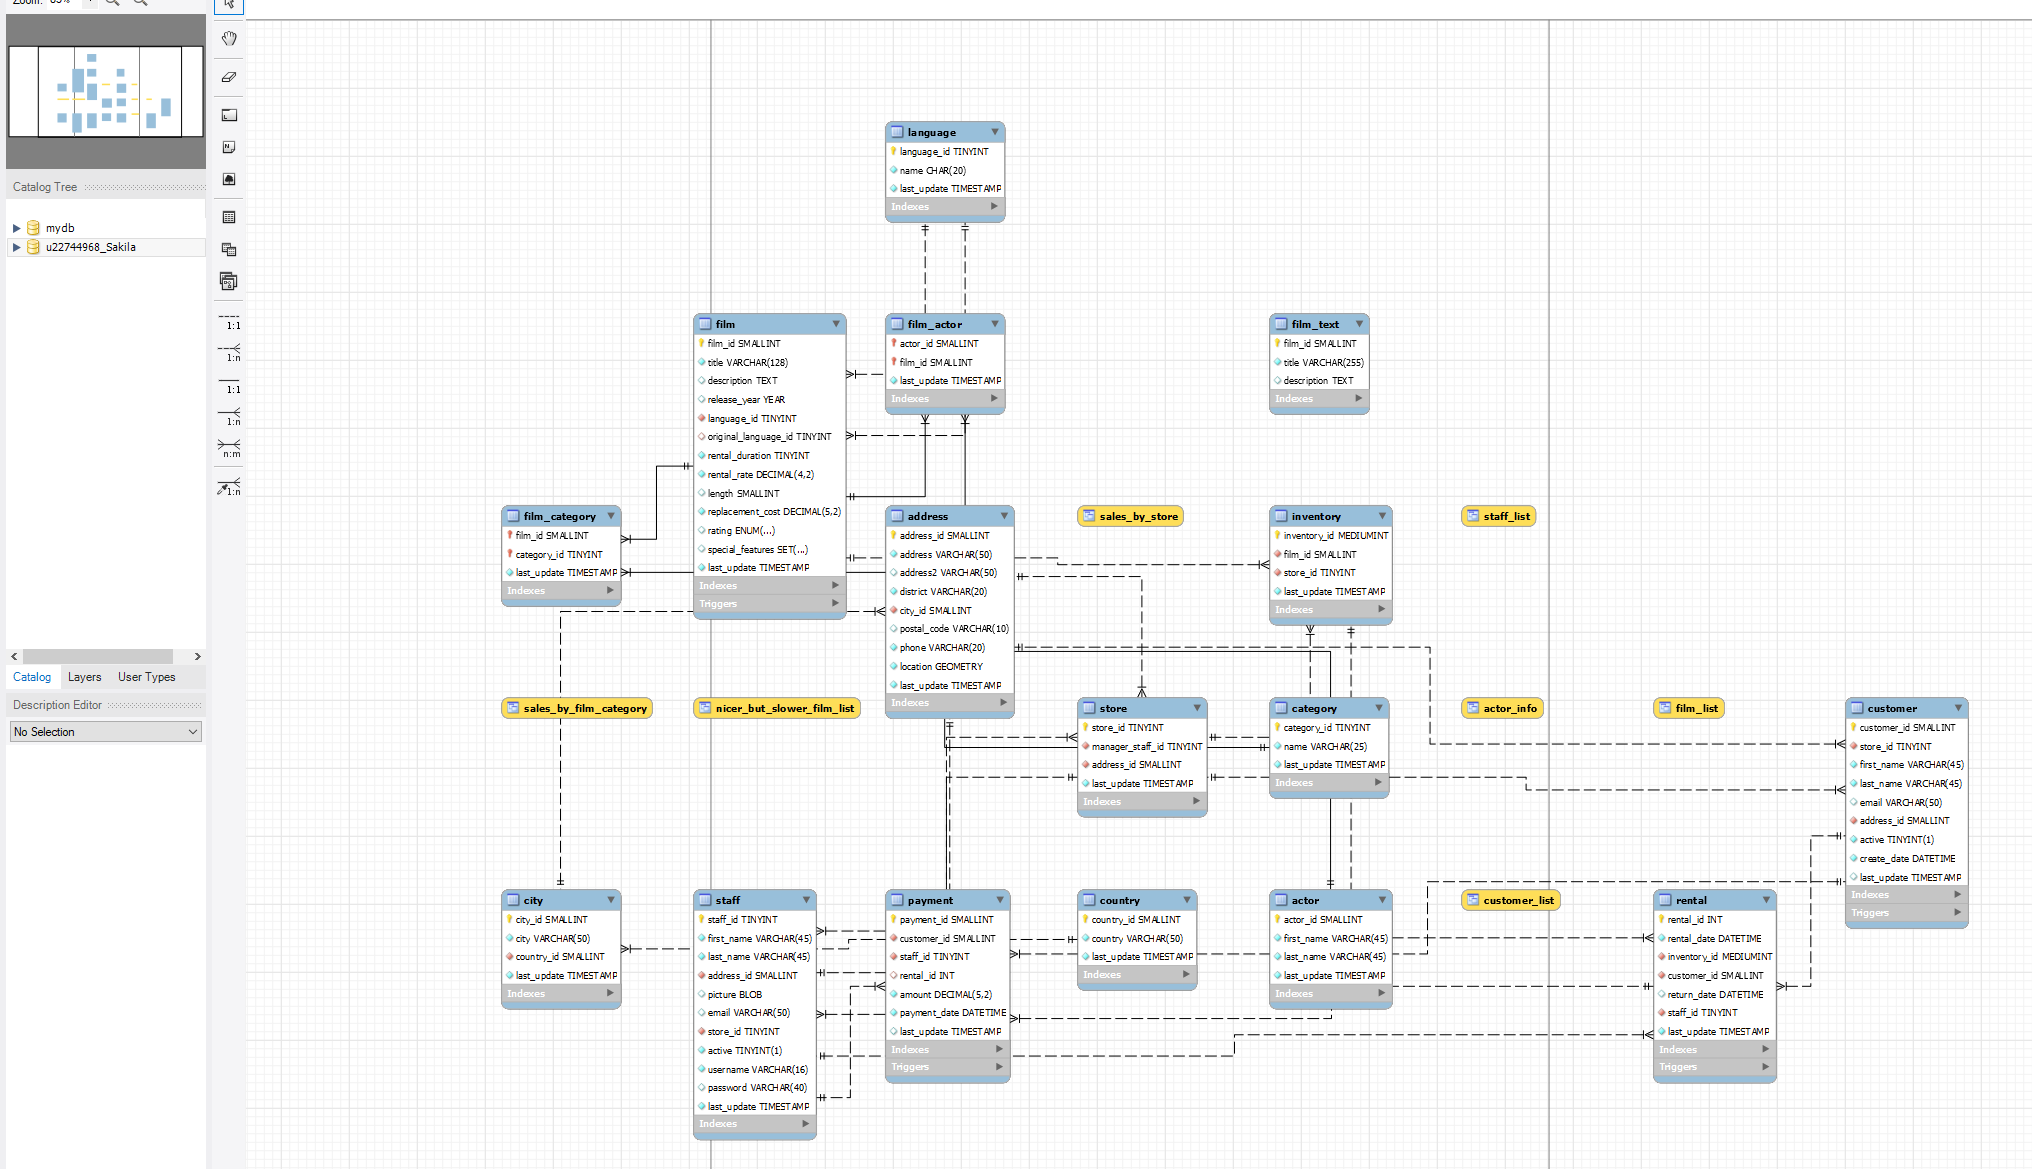 Catalog Tree
mydb
u22744968_Sakila
Catalog
Layers
User Types
Description Editor
No Selection
1:1
1:n
1:1
1:n
n:m
1:n
language
language_id TINYINT
name CHAR(20)
last_update TIMESTAMP
Indexes
film
film_id SMALLINT
title VARCHAR(128)
description TEXT
release_year YEAR
language_id TINYINT
original_language_id TINYINT
rental_duration TINYINT
rental_rate DECIMAL(4,2)
length SMALLINT
replacement_cost DECIMAL(5,2)
rating ENUM(...)
special_features SET(...)
last_update TIMESTAMP
Indexes
Triggers
film_actor
actor_id SMALLINT
film_id SMALLINT
last_update TIMESTAMP
Indexes
film_text
film_id SMALLINT
title VARCHAR(255)
description TEXT
Indexes
film_category
film_id SMALLINT
category_id TINYINT
last_update TIMESTAMP
Indexes
address
address_id SMALLINT
address VARCHAR(50)
address2 VARCHAR(50)
district VARCHAR(20)
city_id SMALLINT
postal_code VARCHAR(10)
phone VARCHAR(20)
location GEOMETRY
last_update TIMESTAMP
Indexes
sales_by_store
inventory
inventory_id MEDIUMINT
film_id SMALLINT
store_id TINYINT
last_update TIMESTAMP
Indexes
staff_list
sales_by_film_category
nicer_but_slower_film_list
store
store_id TINYINT
manager_staff_id TINYINT
address_id SMALLINT
last_update TIMESTAMP
Indexes
category
category_id TINYINT
name VARCHAR(25)
last_update TIMESTAMP
Indexes
actor_info
film_list
customer
customer_id SMALLINT
store_id TINYINT
first_name VARCHAR(45)
last_name VARCHAR(45)
email VARCHAR(50)
address_id SMALLINT
active TINYINT(1)
create_date DATETIME
last_update TIMESTAMP
Indexes
Triggers
city
city_id SMALLINT
city VARCHAR(50)
country_id SMALLINT
last_update TIMESTAMP
Indexes
staff
staff_id TINYINT
first_name VARCHAR(45)
last_name VARCHAR(45)
address_id SMALLINT
picture BLOB
email VARCHAR(50)
store_id TINYINT
active TINYINT(1)
username VARCHAR(16)
password VARCHAR(40)
last_update TIMESTAMP
Indexes
payment
payment_id SMALLINT
customer_id SMALLINT
staff_id TINYINT
rental_id INT
amount DECIMAL(5,2)
payment_date DATETIME
last_update TIMESTAMP
Indexes
Triggers
country
country_id SMALLINT
country VARCHAR(50)
last_update TIMESTAMP
Indexes
actor
actor_id SMALLINT
first_name VARCHAR(45)
last_name VARCHAR(45)
last_update TIMESTAMP
Indexes
customer_list
rental
rental_id INT
rental_date DATETIME
inventory_id MEDIUMINT
customer_id SMALLINT
return_date DATETIME
staff_id TINYINT
last_update TIMESTAMP
Indexes
Triggers